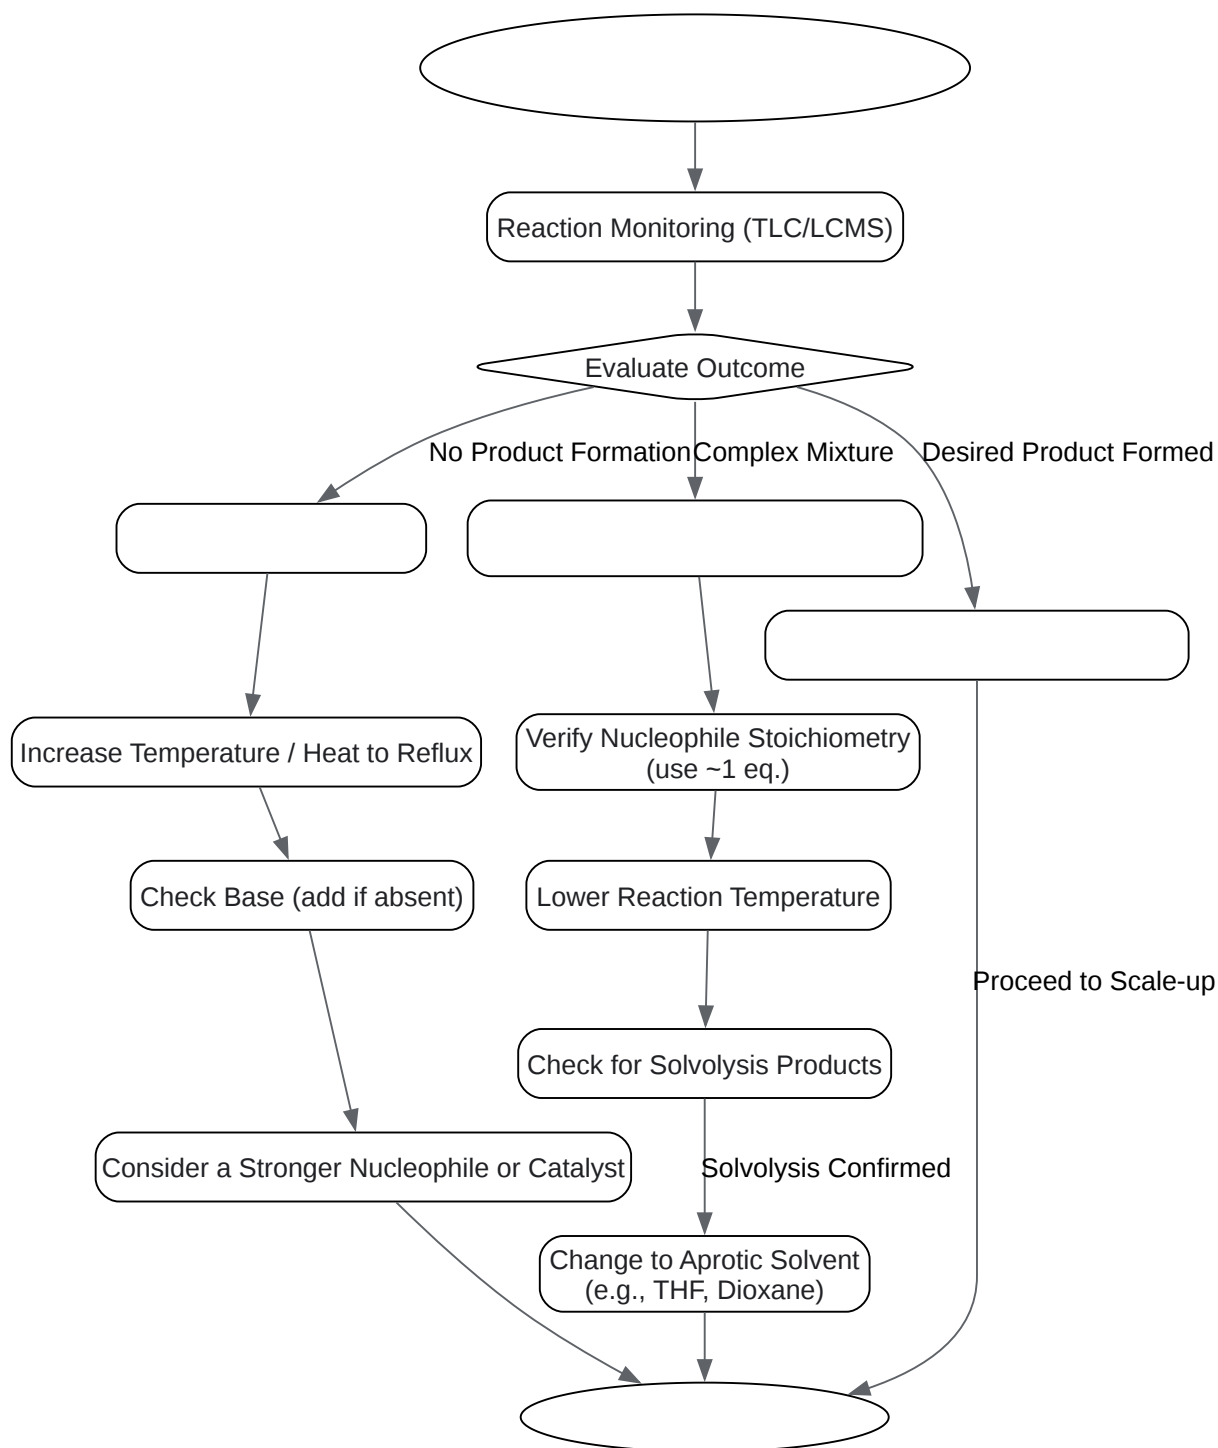 Reaction Monitoring (TLC/LCMS)
Evaluate Outcome
No Product Formation
Complex Mixture
Desired Product Formed
Increase Temperature / Heat to Reflux
Verify Nucleophile Stoichiometry
(use ~1 eq.)
Check Base (add if absent)
Lower Reaction Temperature
Proceed to Scale-up
Check for Solvolysis Products
Consider a Stronger Nucleophile or Catalyst
Solvolysis Confirmed
Change to Aprotic Solvent
(e.g., THF, Dioxane)